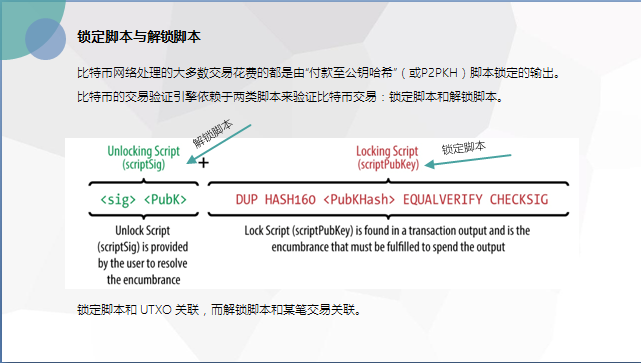 锁定脚本与解锁脚本
比特币网络处理的大多数交易花费的都是由“付款至公钥哈希”（或P2PKH）脚本锁定的输出。
比特币的交易验证引擎依赖于两类脚本来验证比特币交易：锁定脚本和解锁脚本。
解锁脚本
锁定脚本
Unlocking Script
(scriptSig)
+
Locking Script
(scriptPubKey)
<sig> <PubK>
DUP HASH160 <PubKHash> EQUALVERIFY CHECKSIG
Unlock Script
(scriptSig) is provided
by the user to resolve
the encumbrance
Lock Script (scriptPubKey) is found in a transaction output and is the
encumbrance that must be fulfilled to spend the output
锁定脚本和 UTXO 关联，而解锁脚本和某笔交易关联。